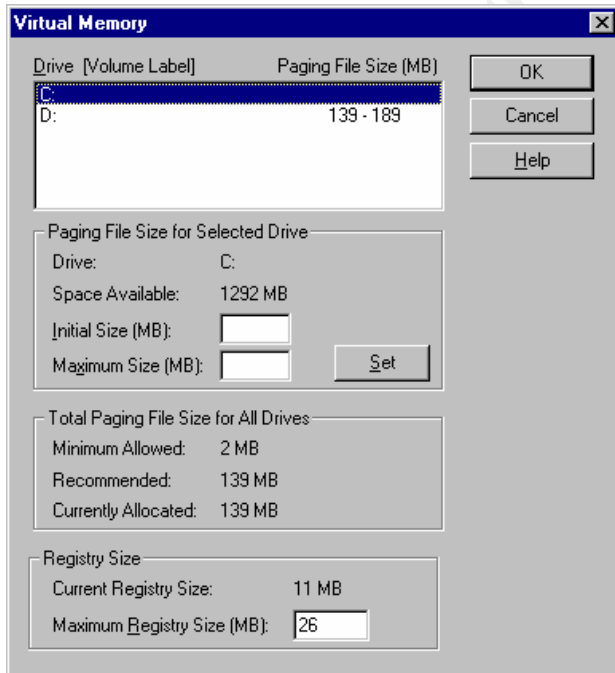 Virtual Memory
Drive [Volume Label] Paging File Size (MB)
OK
C:
D: 139 - 189
Cancel
Help
Paging File Size for Selected Drive
Drive: C:
Space Available: 1292 MB
Initial Size (MB):
Maximum Size (MB): Set
Total Paging File Size for All Drives
Minimum Allowed: 2 MB
Recommended: 139 MB
Currently Allocated: 139 MB
Registry Size
Current Registry Size: 11 MB
Maximum Registry Size (MB): 26